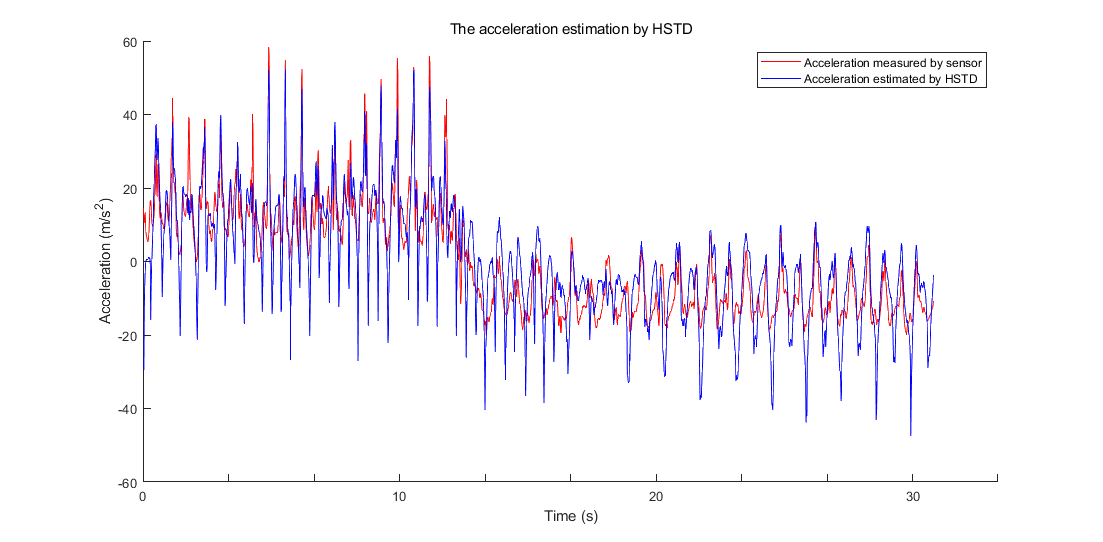 The acceleration estimation by HSTD
Acceleration measured by sensor
Acceleration estimated by HSTD
60
40
20
0
-20
-40
-60
Acceleration (m/s²)
0
10
20
30
Time (s)